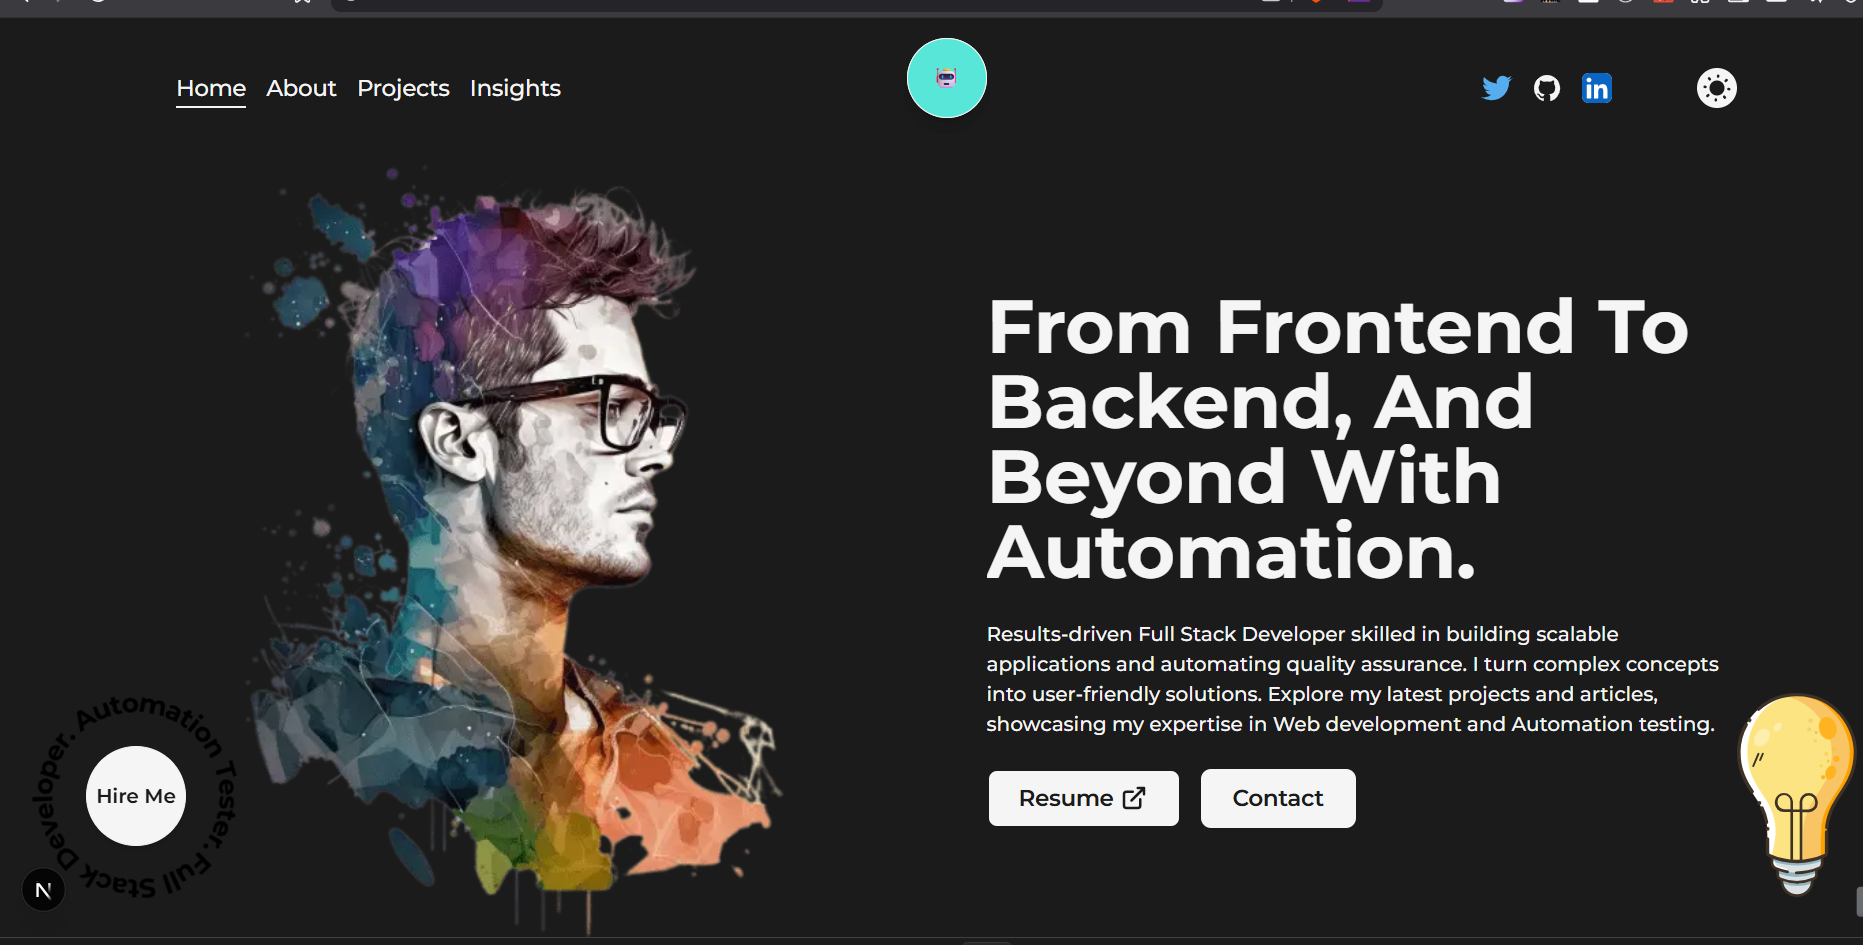 Home About Projects Insights
in
From Frontend To
Backend, And
Beyond With
Automation.
Results-driven Full Stack Developer skilled in building scalable
applications and automating quality assurance. I turn complex concepts
into user-friendly solutions. Explore my latest projects and articles,
showcasing my expertise in Web development and Automation testing.
Resume Contact
Full Stack Developer. Automation Tester.
Hire Me
N